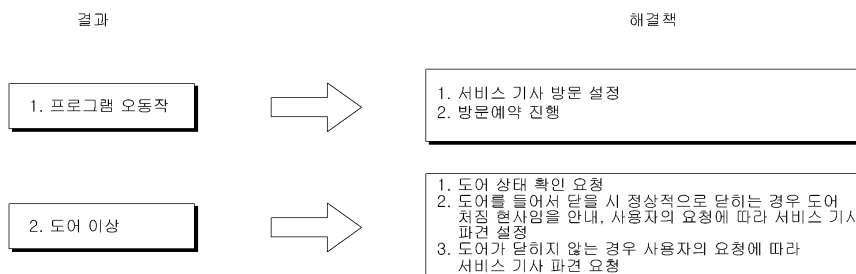 결과
해결책
1. 프로그램 오동작
1. 서비스 기사 방문 설정
2. 방문예약 진행
2. 도어 이상
1. 도어 상태 확인 요청
2. 도어를 들어서 닫을 시 정상적으로 닫히는 경우 도어
처짐 현사임을 안내, 사용자의 요청에 따라 서비스 기사
파견 설정
3. 도어가 닫히지 않는 경우 사용자의 요청에 따라
서비스 기사 파견 요청